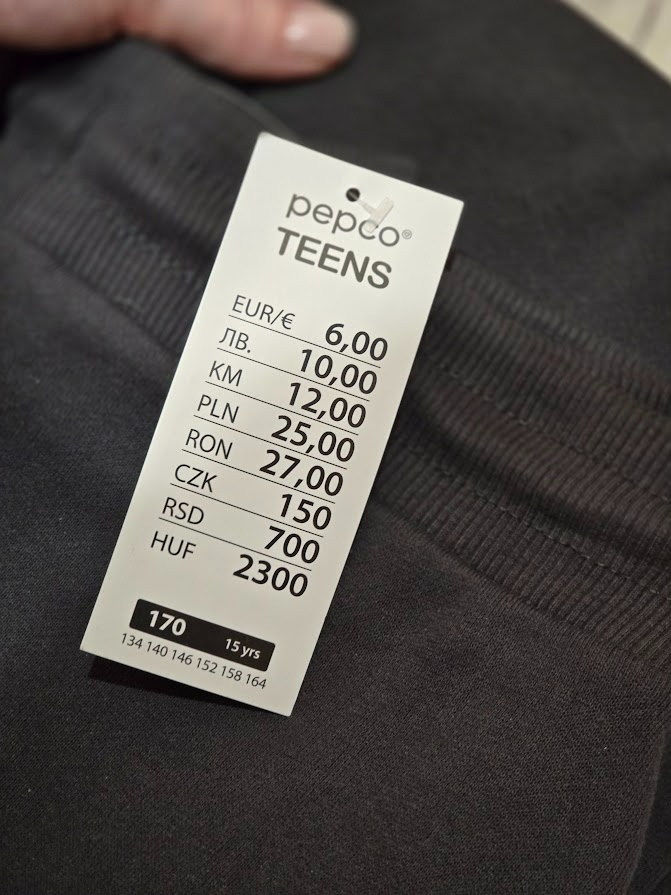 pepco®
TEENS
EUR/€ 6,00
ЛВ. 10,00
KM 12,00
PLN 25,00
RON 27,00
CZK 150
RSD 700
HUF 2300
170 15 yrs
134 140 146 152 158 164